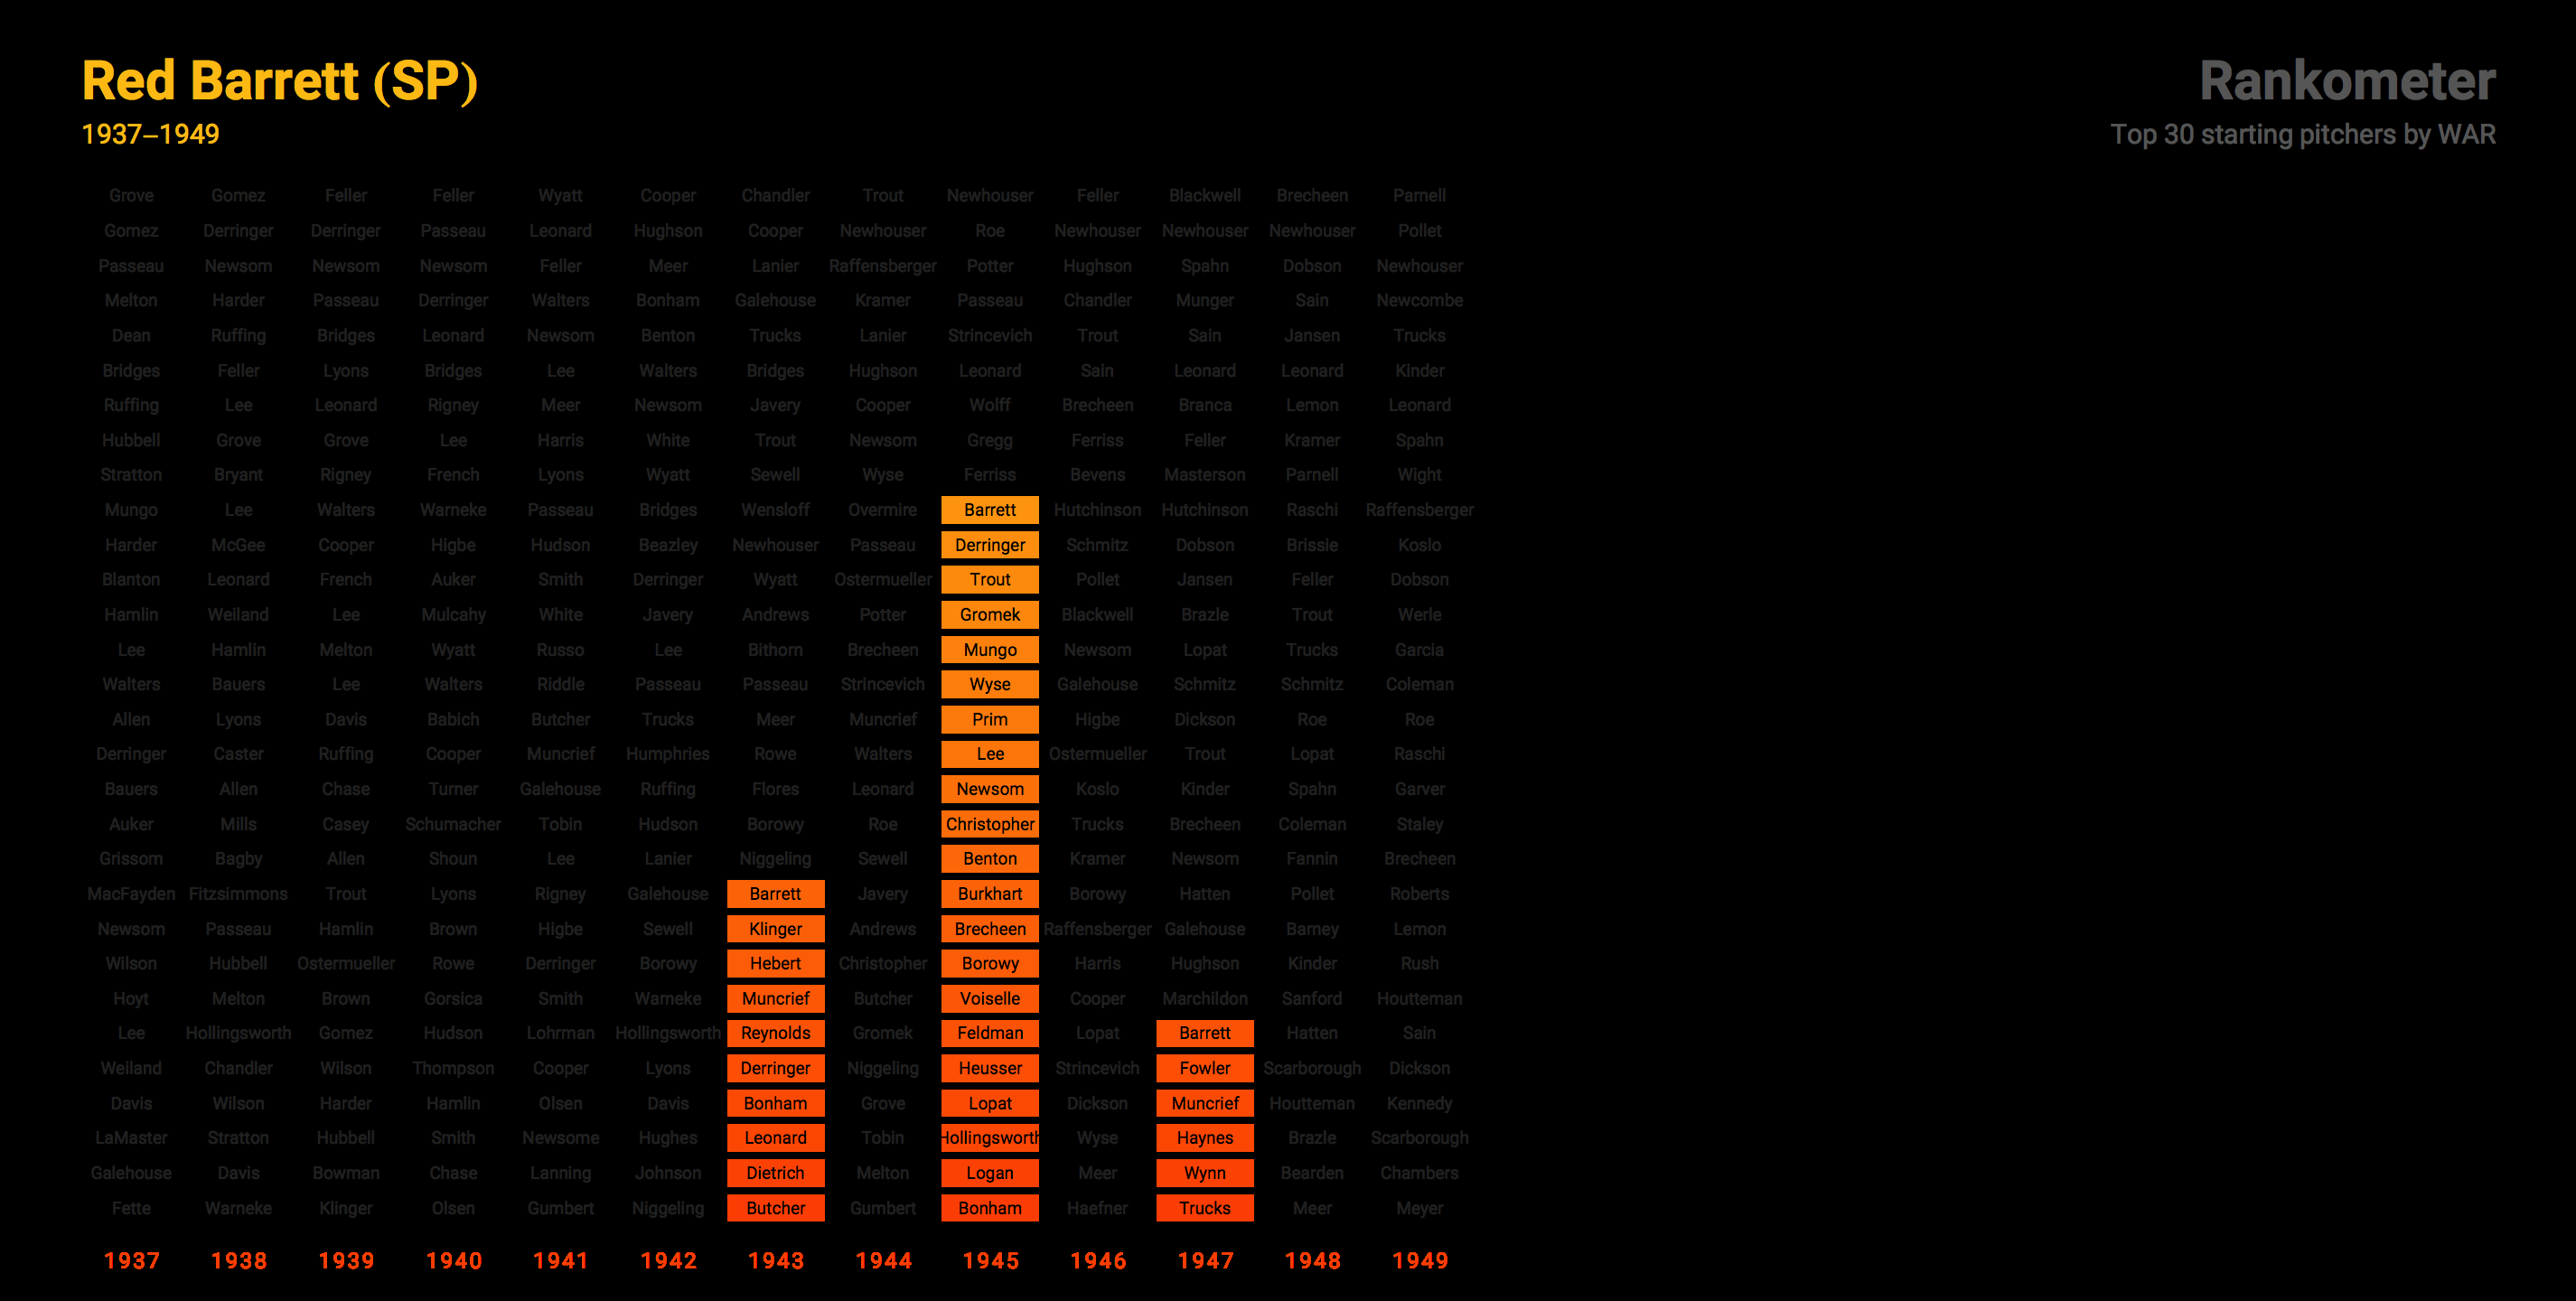 Red Barrett (SP)
1937–1949
Rankometer
Top 30 starting pitchers by WAR
Grove Gomez Feller Feller Wyatt Cooper Chandler Trout Newhouser Feller Blackwell Brecheen Parnell
Gomez Derringer Derringer Passeau Leonard Hughson Cooper Newhouser Roe Newhouser Newhouser Newhouser Pollet
Passeau Newsom Newsom Newsom Feller Meer Lanier Raffensberger Potter Hughson Spahn Dobson Newhouser
Melton Harder Passeau Derringer Walters Bonham Galehouse Kramer Passeau Chandler Munger Sain Newcombe
Dean Ruffing Bridges Leonard Newsom Benton Trucks Lanier Strincevich Trout Sain Jansen Trucks
Bridges Feller Lyons Bridges Lee Walters Bridges Hughson Leonard Sain Leonard Leonard Kinder
Ruffing Lee Leonard Rigney Meer Newsom Javery Cooper Wolff Brecheen Branca Lemon Leonard
Hubbell Grove Grove Lee Harris White Trout Newsom Gregg Ferriss Feller Kramer Spahn
Stratton Bryant Rigney French Lyons Wyatt Sewell Wyse Ferriss Bevens Masterson Parnell Wight
Mungo Lee Walters Warneke Passeau Bridges Wensloff Overmire Barrett Hutchinson Hutchinson Raschi Raffensberger
Harder McGee Cooper Higbe Hudson Beazley Newhouser Passeau Derringer Schmitz Dobson Brissie Koslo
Blanton Leonard French Auker Smith Derringer Wyatt Ostermueller Trout Pollet Jansen Feller Dobson
Hamlin Weiland Lee Mulcahy White Javery Andrews Potter Gromek Blackwell Brazle Trout Werle
Lee Hamlin Melton Wyatt Russo Lee Bithorn Brecheen Mungo Newsom Lopat Trucks Garcia
Walters Bauers Lee Walters Riddle Passeau Passeau Strincevich Wyse Galehouse Schmitz Schmitz Coleman
Allen Lyons Davis Babich Butcher Trucks Meer Muncrief Prim Higbe Dickson Roe Roe
Derringer Caster Ruffing Cooper Muncrief Humphries Rowe Walters Lee Ostermueller Trout Lopat Raschi
Bauers Allen Chase Turner Galehouse Ruffing Flores Leonard Newsom Koslo Kinder Spahn Garver
Auker Mills Casey Schumacher Tobin Hudson Borowy Roe Christopher Trucks Brecheen Coleman Staley
Grissom Bagby Allen Shoun Lee Lanier Niggeling Sewell Benton Kramer Newsom Fannin Brecheen
MacFayden Fitzsimmons Trout Lyons Rigney Galehouse Barrett Javery Burkhart Borowy Hatten Pollet Roberts
Newsom Passeau Hamlin Brown Higbe Sewell Klinger Andrews Brecheen Raffensberger Galehouse Barney Lemon
Wilson Hubbell Ostermueller Rowe Derringer Borowy Hebert Christopher Borowy Harris Hughson Kinder Rush
Hoyt Melton Brown Gorsica Smith Warneke Muncrief Butcher Voiselle Cooper Marchildon Sanford Houtteman
Lee Hollingsworth Gomez Hudson Lohrman Hollingsworth Reynolds Gromek Feldman Lopat Barrett Hatten Sain
Weiland Chandler Wilson Thompson Cooper Lyons Derringer Niggeling Heusser Strincevich Fowler Scarborough Dickson
Davis Wilson Harder Hamlin Olsen Davis Bonham Grove Lopat Dickson Muncrief Houtteman Kennedy
LaMaster Stratton Hubbell Smith Newsome Hughes Leonard Tobin Hollingsworth Wyse Haynes Brazle Scarborough
Galehouse Davis Bowman Chase Lanning Johnson Dietrich Melton Logan Meer Wynn Bearden Chambers
Fette Warneke Klinger Olsen Gumbert Niggeling Butcher Gumbert Bonham Haefner Trucks Meer Meyer
1937 1938 1939 1940 1941 1942 1943 1944 1945 1946 1947 1948 1949